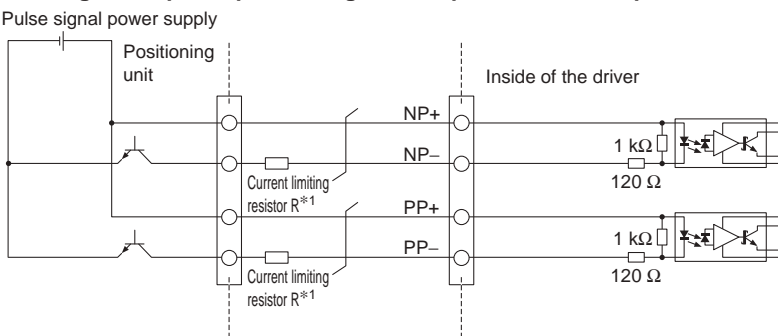 Pulse signal power supply
Positioning
unit
Inside of the driver
NP+
NP−
1 kΩ
120 Ω
Current limiting
resistor R*1
PP+
PP−
1 kΩ
120 Ω
Current limiting
resistor R*1